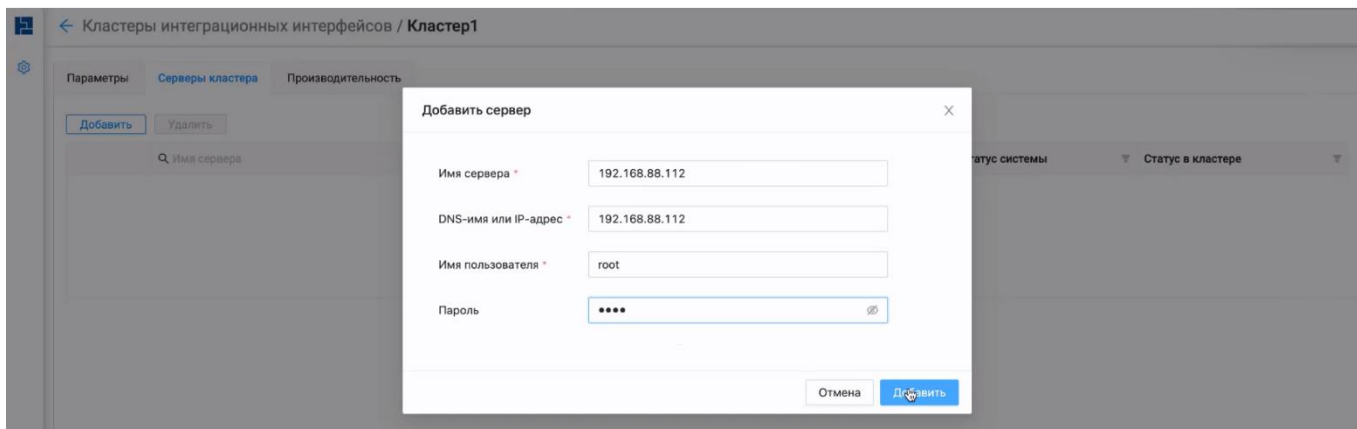 Кластеры интеграционных интерфейсов / Кластер1
Параметры Серверы кластера Производительность
Добавить сервер
Добавить Удалить
Имя сервера атус системы Статус в кластере
Имя сервера * 192.168.88.112
DNS-имя или IP-адрес * 192.168.88.112
Имя пользователя * root
Пароль ••••
Отмена Добавить